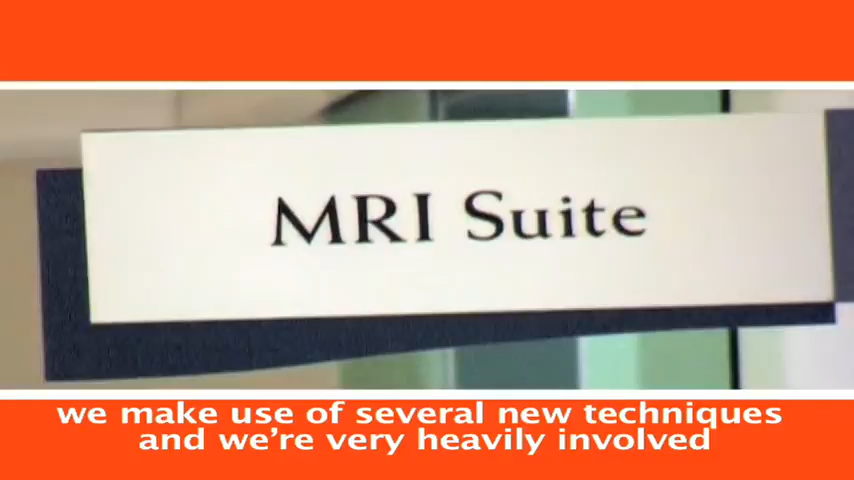 MRI Suite
we make use of several new techniques
and we're very heavily involved